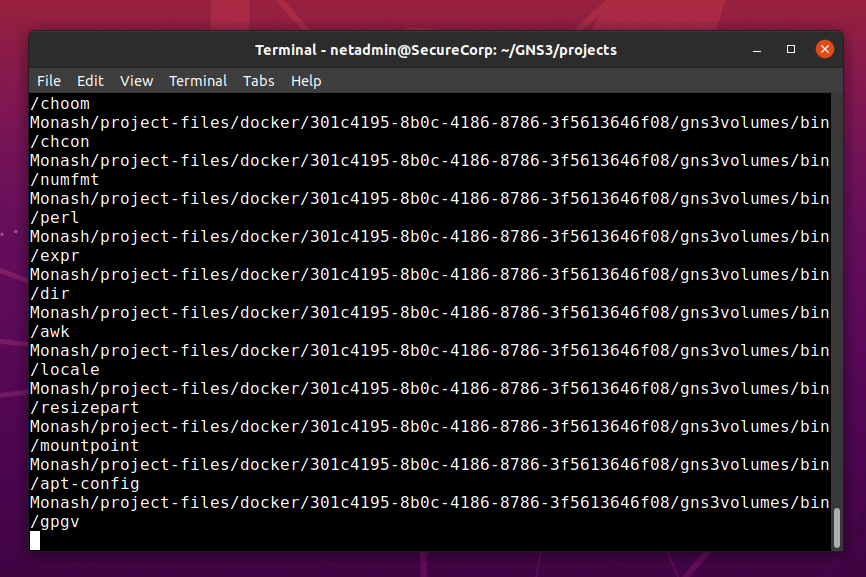 Terminal - netadmin@SecureCorp: ~/GNS3/projects
File Edit View Terminal Tabs Help
/choom
Monash/project-files/docker/301c4195-8b0c-4186-8786-3f5613646f08/gns3volumes/bin
/chcon
Monash/project-files/docker/301c4195-8b0c-4186-8786-3f5613646f08/gns3volumes/bin
/numfmt
Monash/project-files/docker/301c4195-8b0c-4186-8786-3f5613646f08/gns3volumes/bin
/perl
Monash/project-files/docker/301c4195-8b0c-4186-8786-3f5613646f08/gns3volumes/bin
/expr
Monash/project-files/docker/301c4195-8b0c-4186-8786-3f5613646f08/gns3volumes/bin
/dir
Monash/project-files/docker/301c4195-8b0c-4186-8786-3f5613646f08/gns3volumes/bin
/awk
Monash/project-files/docker/301c4195-8b0c-4186-8786-3f5613646f08/gns3volumes/bin
/locale
Monash/project-files/docker/301c4195-8b0c-4186-8786-3f5613646f08/gns3volumes/bin
/resizepart
Monash/project-files/docker/301c4195-8b0c-4186-8786-3f5613646f08/gns3volumes/bin
/mountpoint
Monash/project-files/docker/301c4195-8b0c-4186-8786-3f5613646f08/gns3volumes/bin
/apt-config
Monash/project-files/docker/301c4195-8b0c-4186-8786-3f5613646f08/gns3volumes/bin
/gpgv